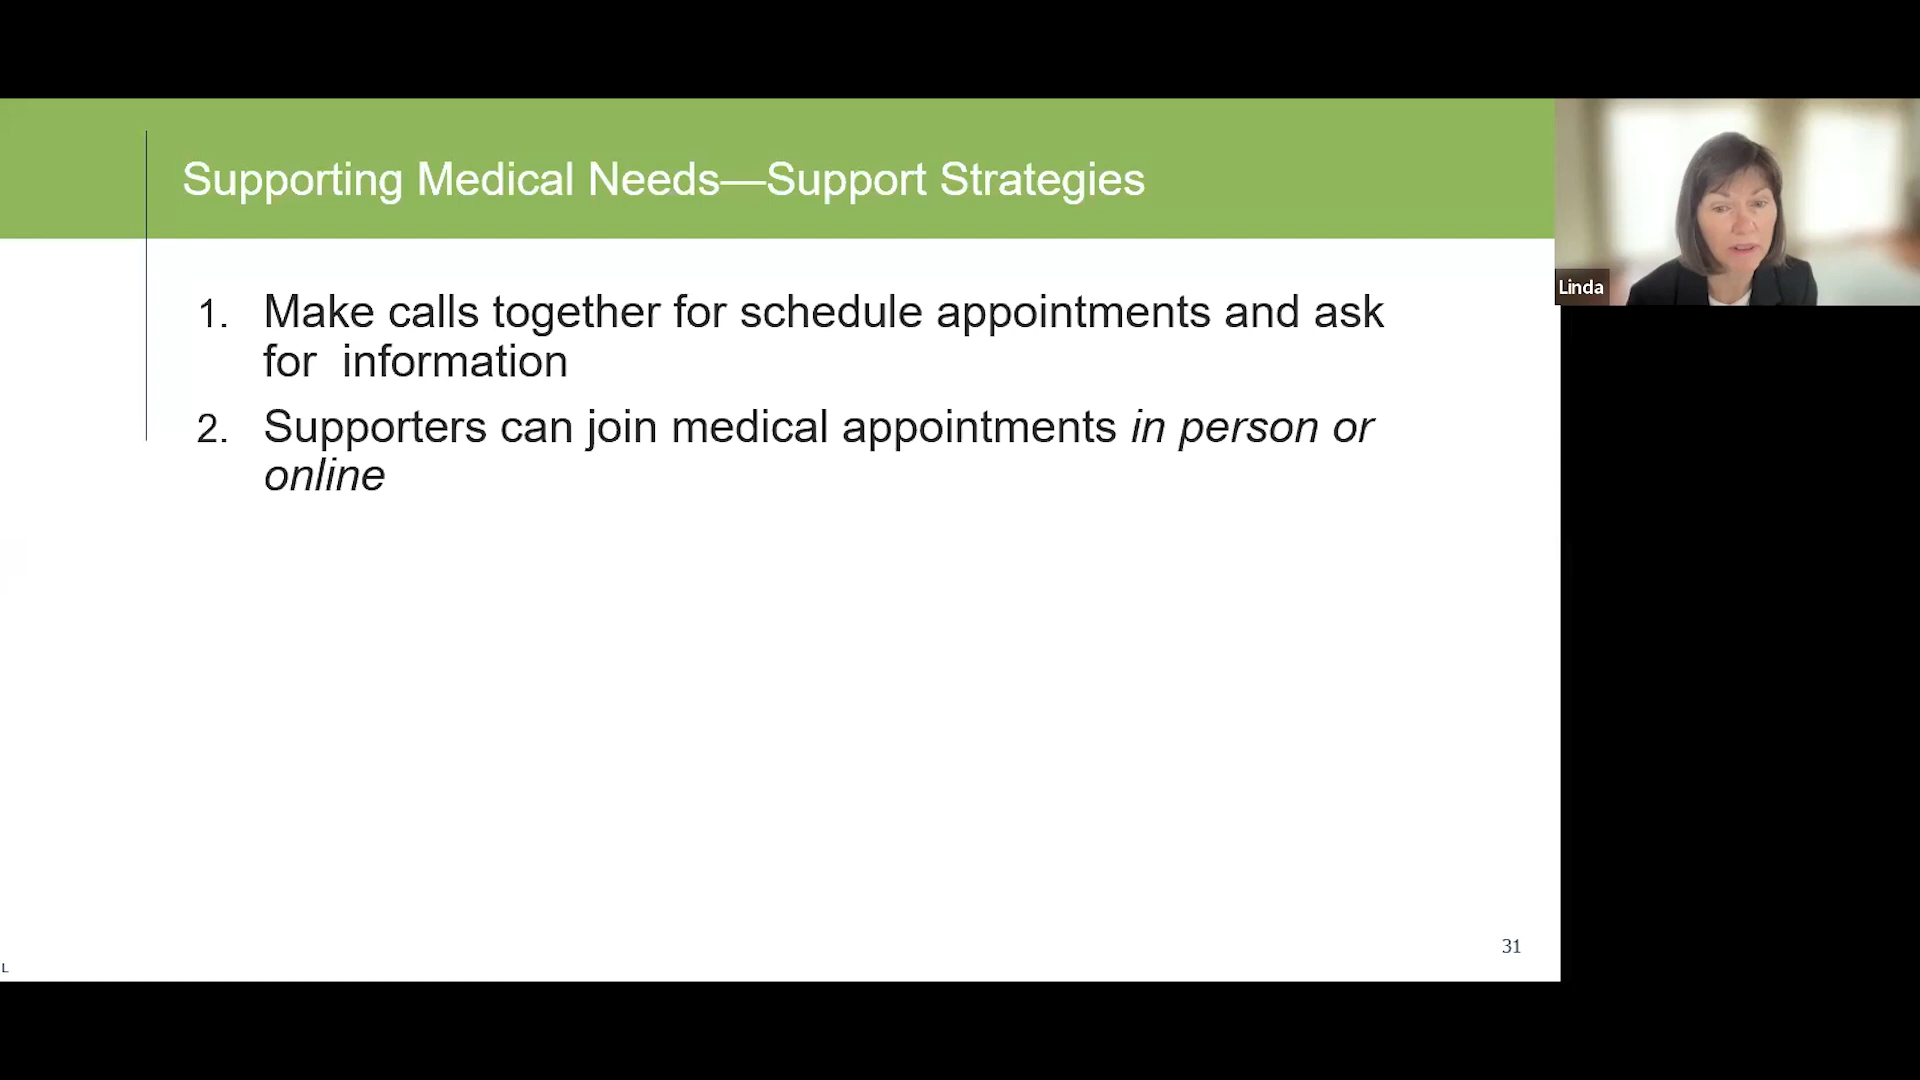 Supporting Medical Needs—Support Strategies
Linda
1. Make calls together for schedule appointments and ask
for  information
2. Supporters can join medical appointments in person or
online
31
L